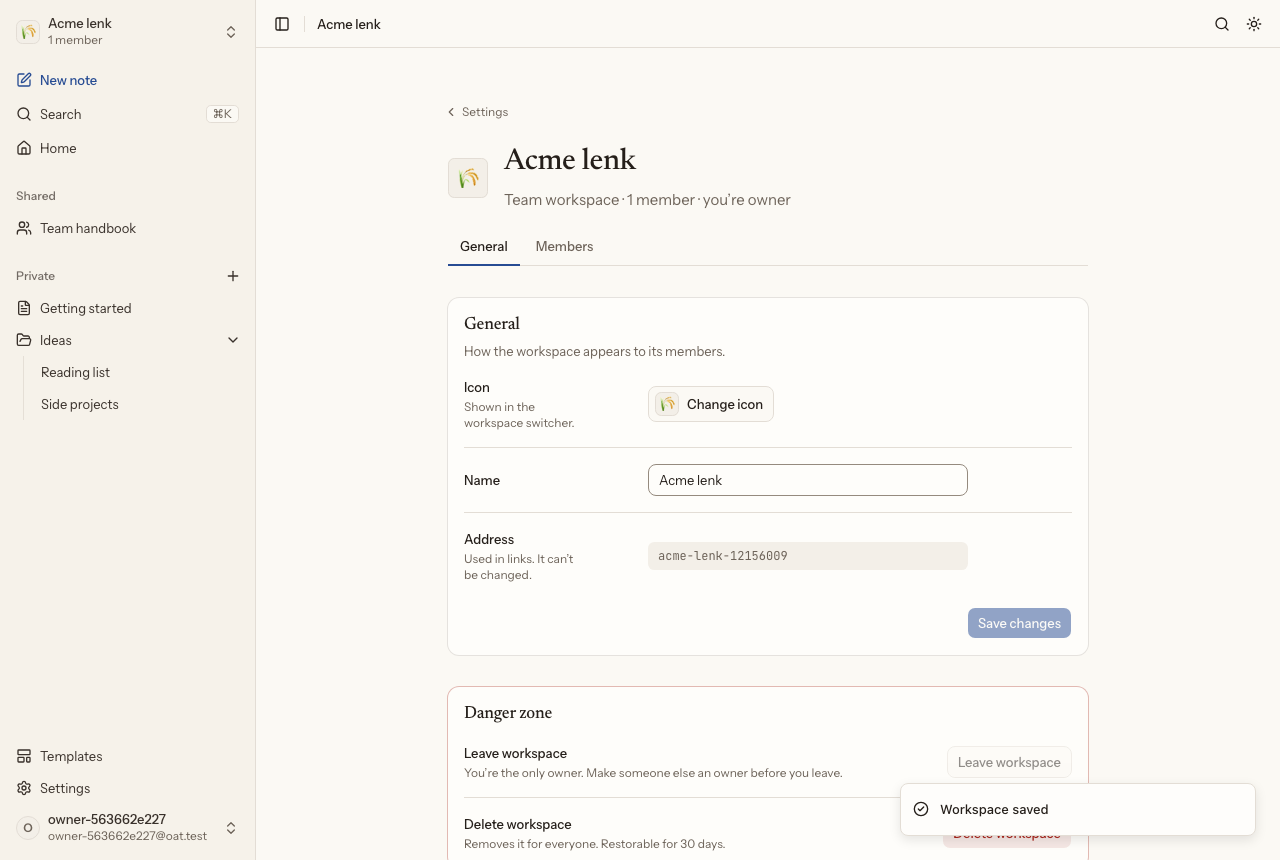 Acme lenk
1 member
New note
Search
⌘K
Home
Shared
Team handbook
Private
Getting started
Ideas
Reading list
Side projects
Templates
Settings
O
owner-563662e227
owner-563662e227@oat.test
Acme lenk
Settings
Acme lenk
Team workspace · 1 member · you’re owner
General
Members
General
How the workspace appears to its members.
Icon
Shown in the
workspace switcher.
Change icon
Name
Acme lenk
Address
Used in links. It can’t
be changed.
acme-lenk-12156009
Save changes
Danger zone
Leave workspace
You’re the only owner. Make someone else an owner before you leave.
Leave workspace
Workspace saved
Delete workspace
Removes it for everyone. Restorable for 30 days.
Delete workspace